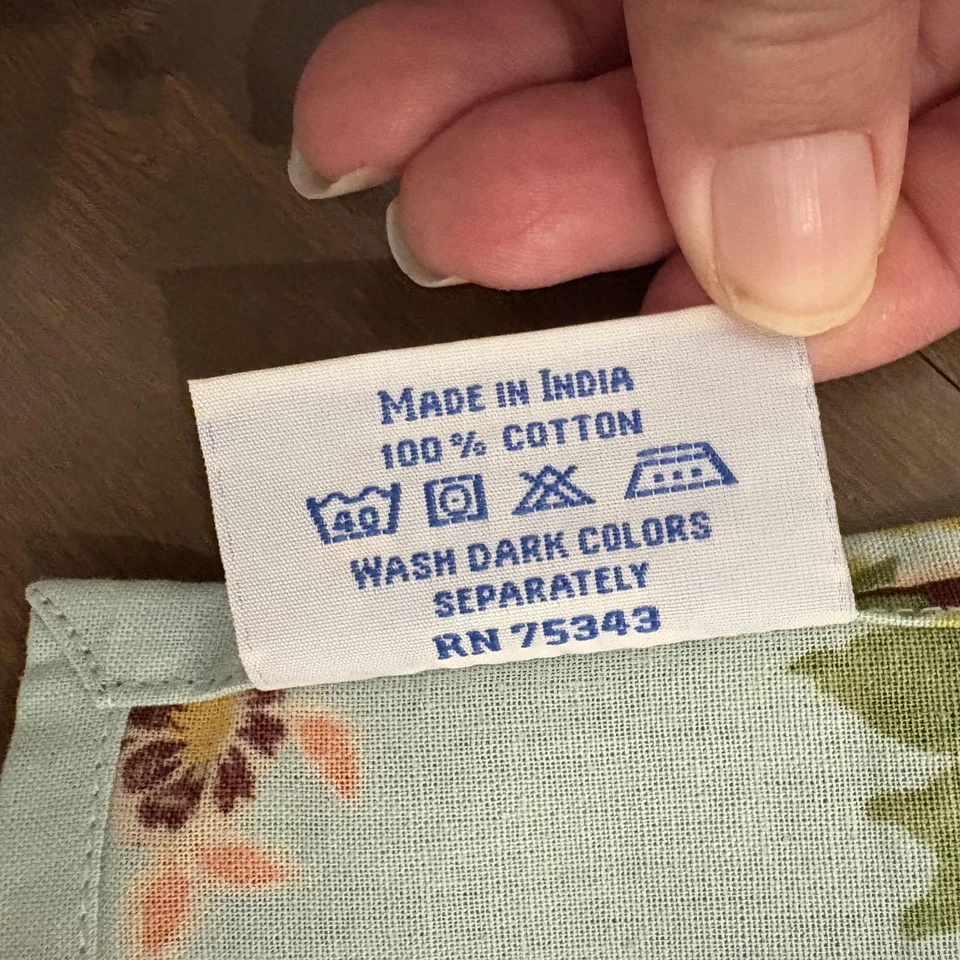 MADE IN INDIA
100% COTTON
40
WASH DARK COLORS
SEPARATELY
RN 75343